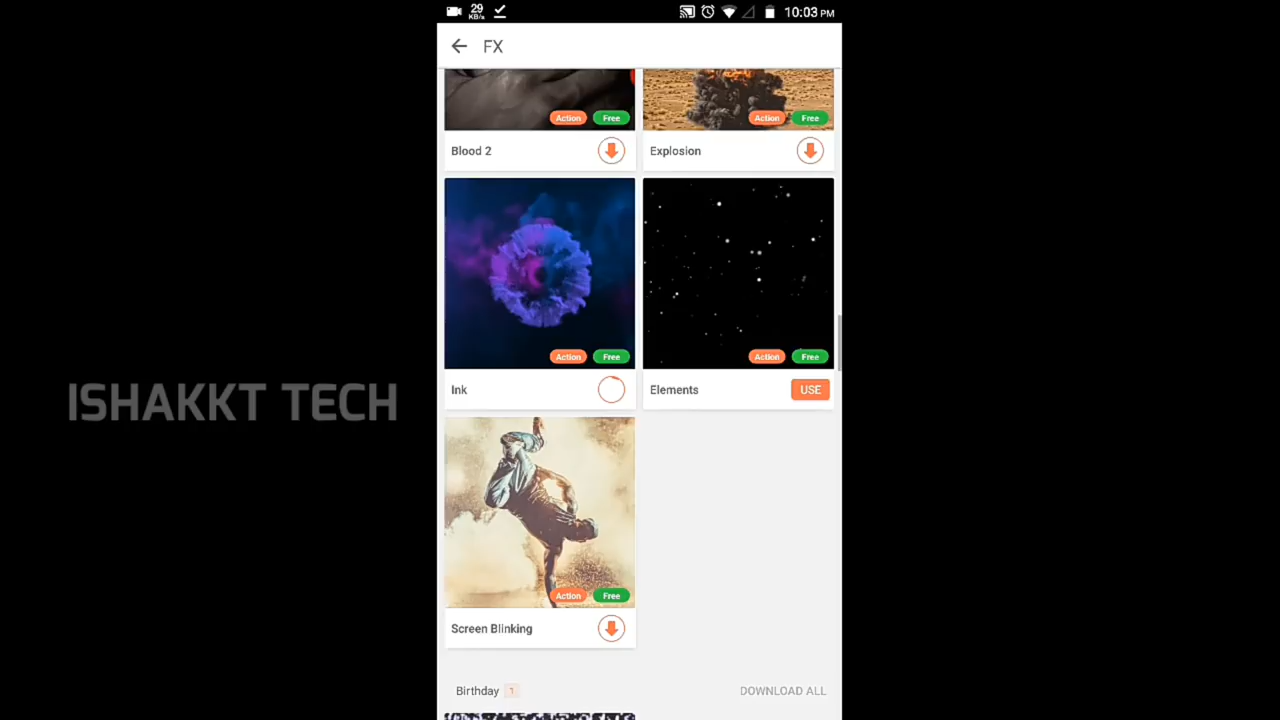 29
KB/s
10:03 PM
FX
Action Free
Action Free
Blood 2
Explosion
Action Free
Action Free
Ink
Elements USE
ISHAKKT TECH
Action Free
Screen Blinking
Birthday 1 DOWNLOAD ALL